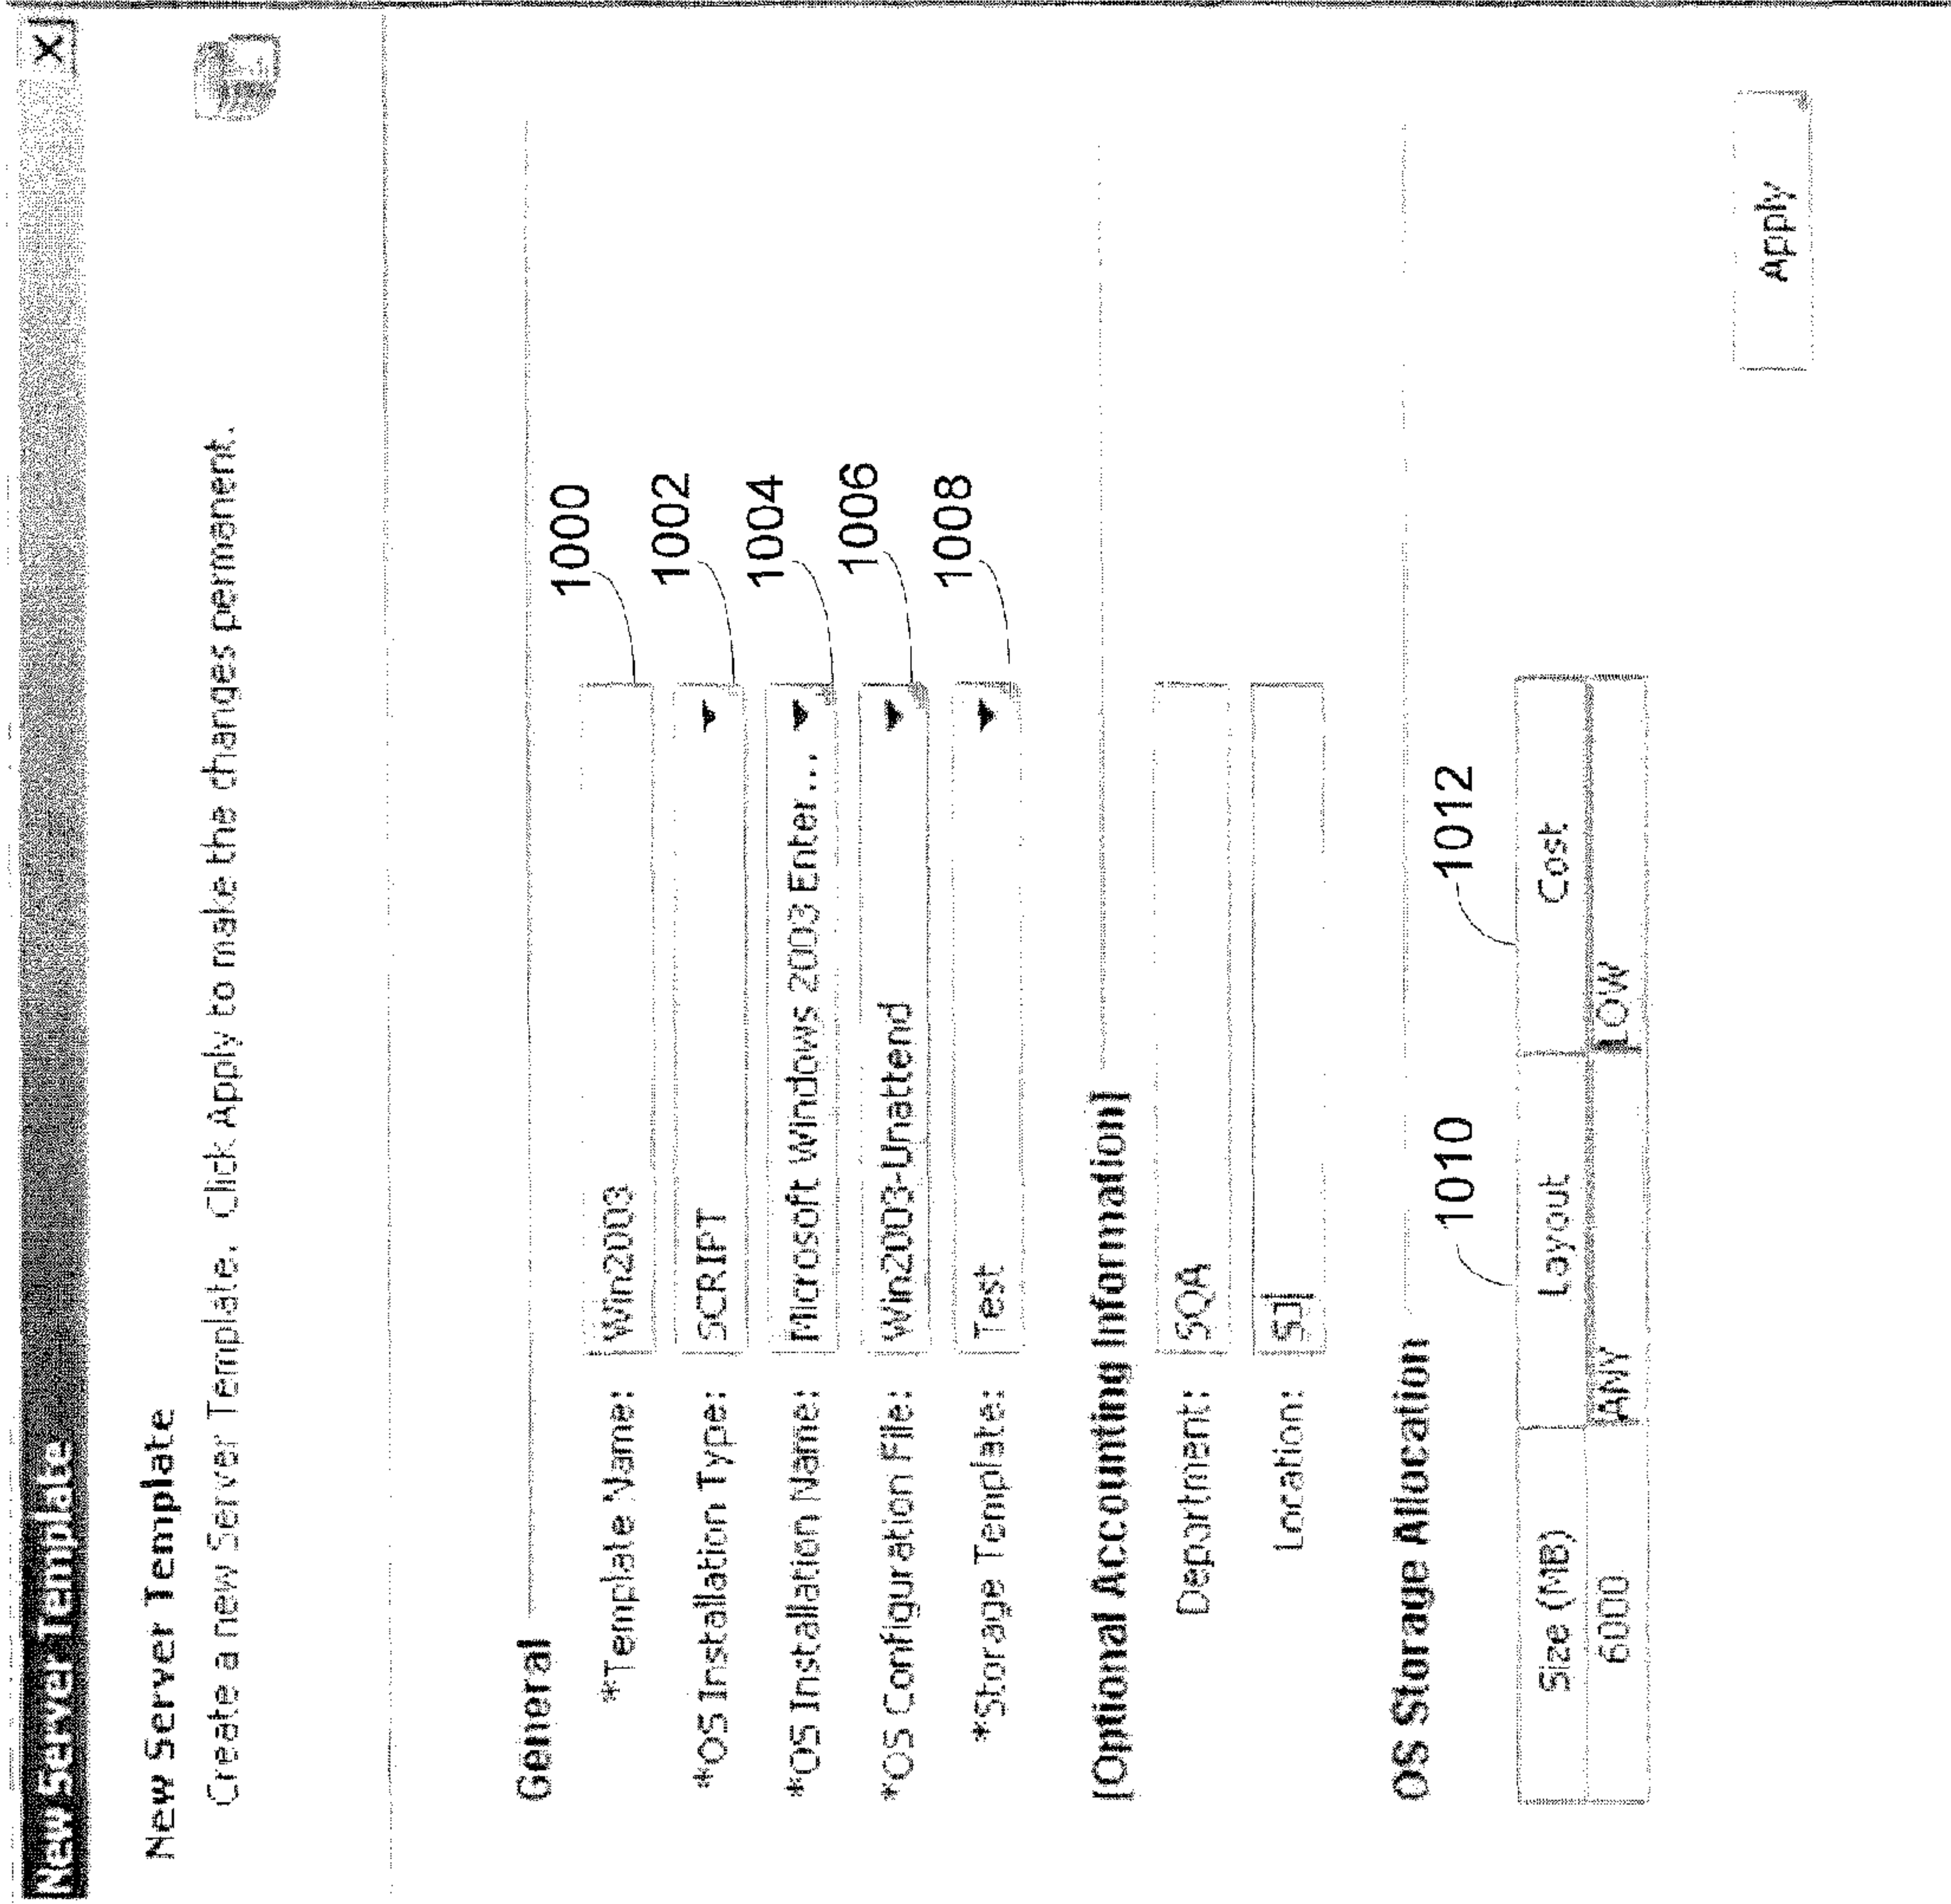 New Server Template X
New Server Template
Create a new Server Template. Click Apply to make the changes permanent.
General
*Template Name: Win2003 1000
*OS Installation Type: SCRIPT 1002
*OS Installation Name: Microsoft Windows 2003 Enter... 1004
*OS Configuration File: Win2003-Unattend 1006
*Storage Template: Test 1008
[Optional Accounting Information]
Department: SQA
Location: SJ
OS Storage Allocation
1010 1012
Size (MB) Layout Cost
6000 ANY LOW
Apply